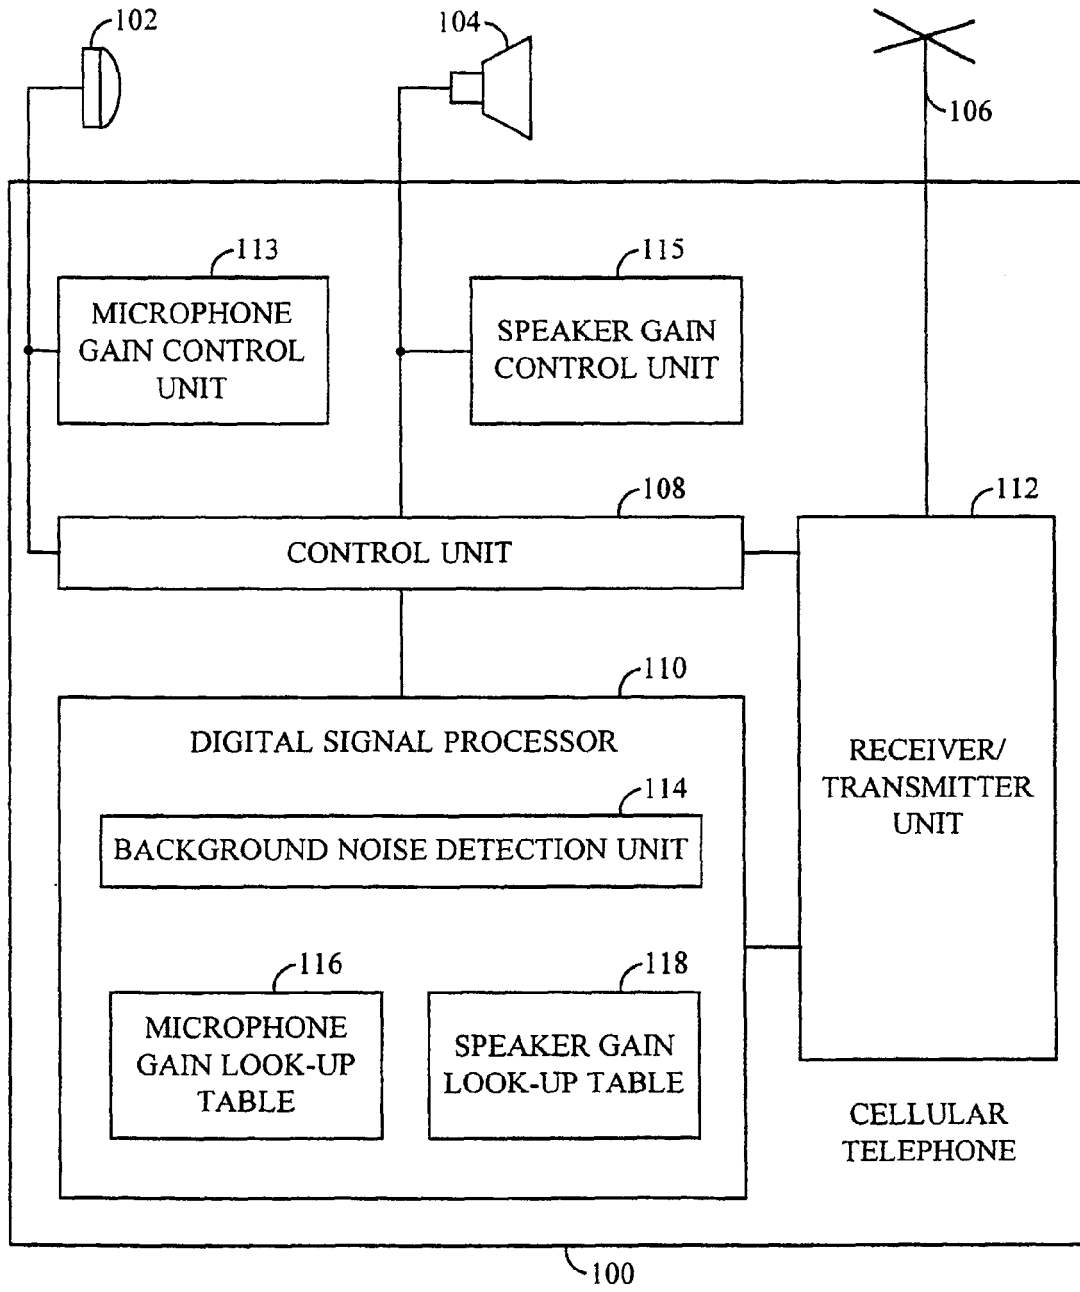 102
104
106
113
115
MICROPHONE
GAIN CONTROL
UNIT
SPEAKER GAIN
CONTROL UNIT
108
112
CONTROL UNIT
110
DIGITAL SIGNAL PROCESSOR
RECEIVER/
TRANSMITTER
UNIT
114
BACKGROUND NOISE DETECTION UNIT
116
118
MICROPHONE
GAIN LOOK-UP
TABLE
SPEAKER GAIN
LOOK-UP TABLE
CELLULAR
TELEPHONE
100